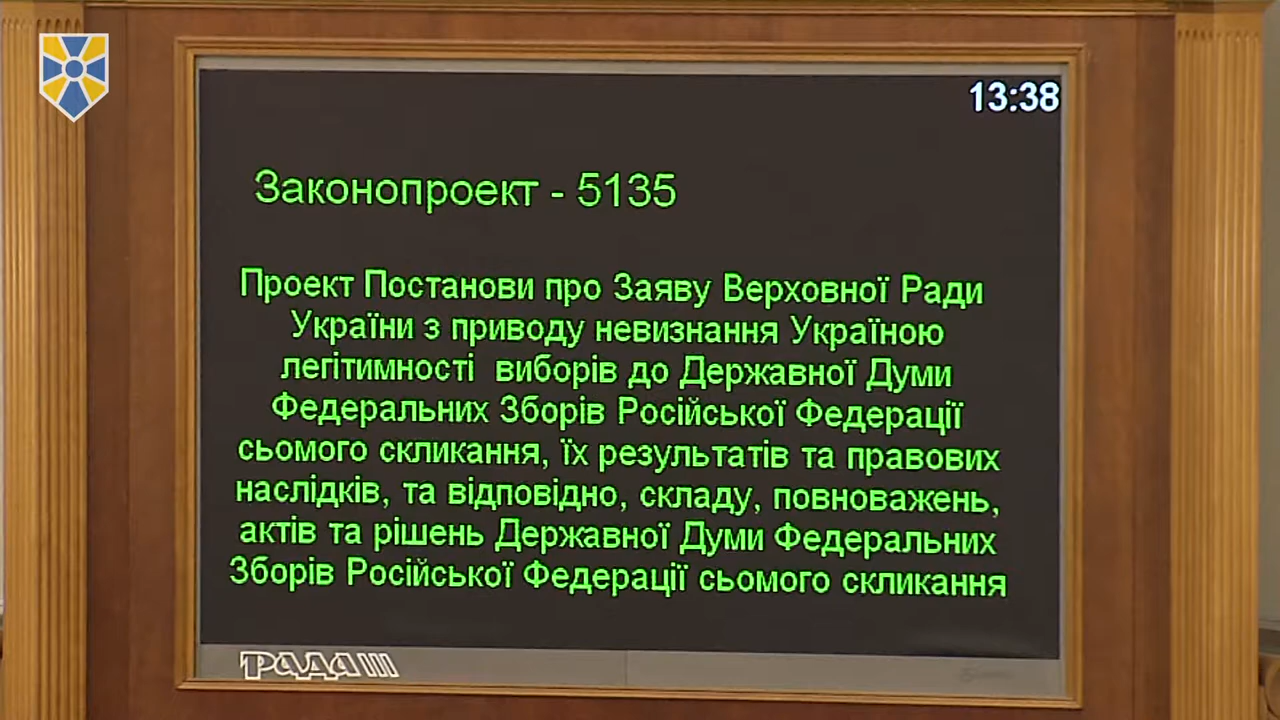 13:38
Законопроект - 5135
Проект Постанови про Заяву Верховної Ради
України з приводу невизнання Україною
легітимності виборів до Державної Думи
Федеральних Зборів Російської Федерації
сьомого скликання, їх результатів та правових
наслідків, та відповідно, складу, повноважень,
актів та рішень Державної Думи Федеральних
Зборів Російської Федерації сьомого скликання
РАДА III